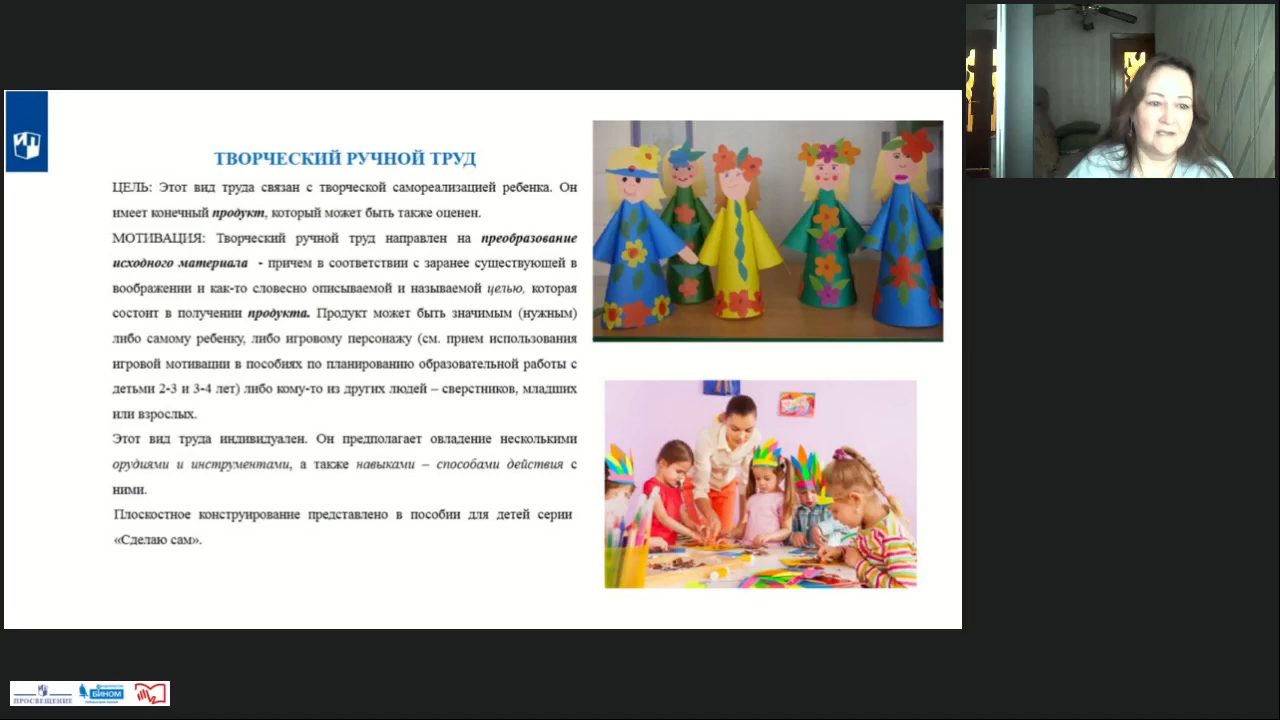 ТВОРЧЕСКИЙ РУЧНОЙ ТРУД
ЦЕЛЬ: Этот вид труда связан с творческой самореализацией ребенка. Он
имеет конечный продукт, который может быть также оценен.
МОТИВАЦИЯ: Творческий ручной труд направлен на преобразование
исходного материала - причем в соответствии с заранее существующей в
воображении и как-то словесно описываемой и называемой целью, которая
состоит в получении продукта. Продукт может быть значимым (нужным)
либо самому ребенку, либо игровому персонажу (см. прием использования
игровой мотивации в пособиях по планированию образовательной работы с
детьми 2-3 и 3-4 лет) либо кому-то из других людей – сверстников, младших
или взрослых.
Этот вид труда индивидуален. Он предполагает овладение несколькими
орудиями и инструментами, а также навыками – способами действия с
ними.
Плоскостное конструирование представлено в пособии для детей серии
«Сделаю сам».
ПРОСВЕЩЕНИЕ
БИНОМ